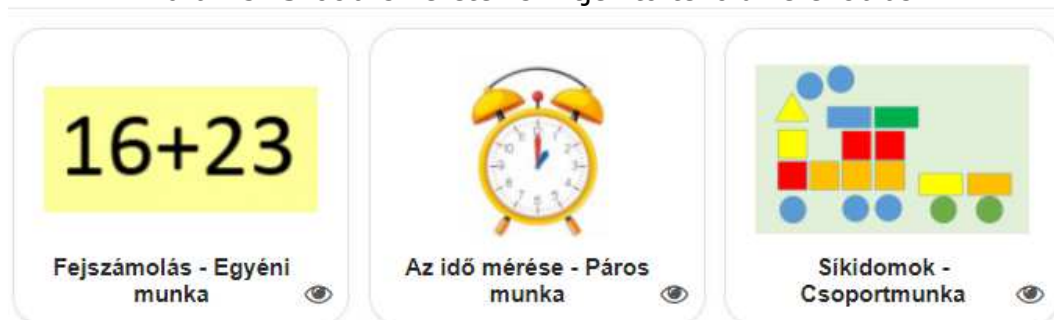 16+23
Fejszámolás - Egyéni
munka
Az idő mérése - Páros
munka
Síkidomok -
Csoportmunka